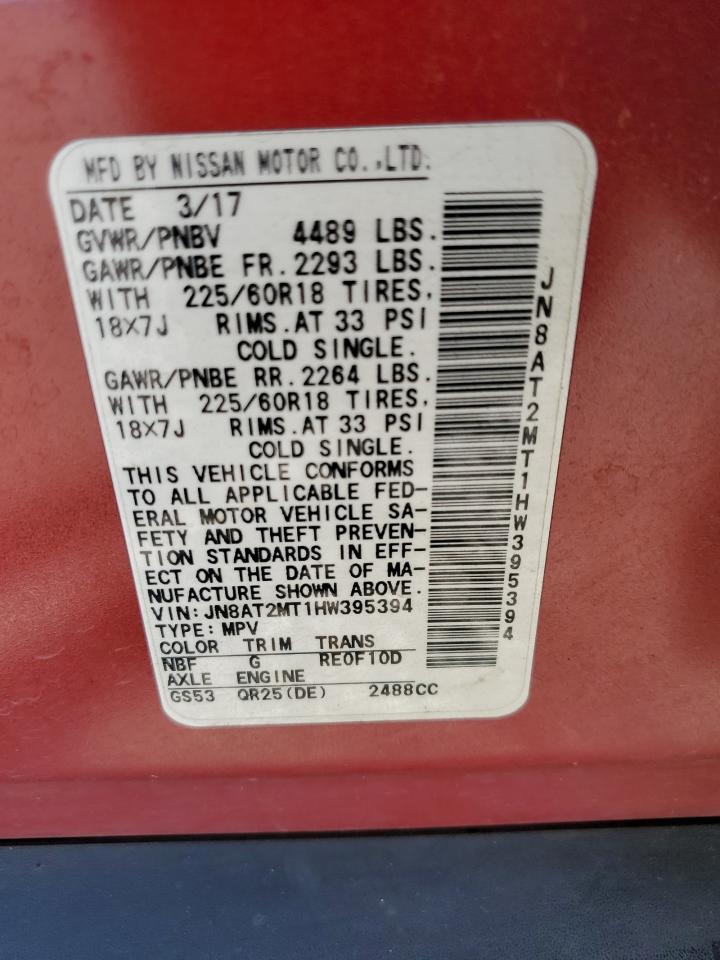 MFD BY NISSAN MOTOR CO.,LTD.
DATE 3/17
GVWR/PNBV 4489 LBS.
GAWR/PNBE FR.2293 LBS.
WITH 225/60R18 TIRES,
18X7J RIMS.AT 33 PSI
COLD SINGLE.
GAWR/PNBE RR.2264 LBS.
WITH 225/60R18 TIRES,
18X7J RIMS.AT 33 PSI
COLD SINGLE.
THIS VEHICLE CONFORMS
TO ALL APPLICABLE FED-
ERAL MOTOR VEHICLE SA-
FETY AND THEFT PREVEN-
TION STANDARDS IN EFF-
ECT ON THE DATE OF MA-
NUFACTURE SHOWN ABOVE.
VIN:JN8AT2MT1HW395394
TYPE:MPV
COLOR TRIM TRANS
NBF G RE0F10D
AXLE ENGINE
GS53 QR25(DE) 2488CC
JN8AT2MT1HW395394